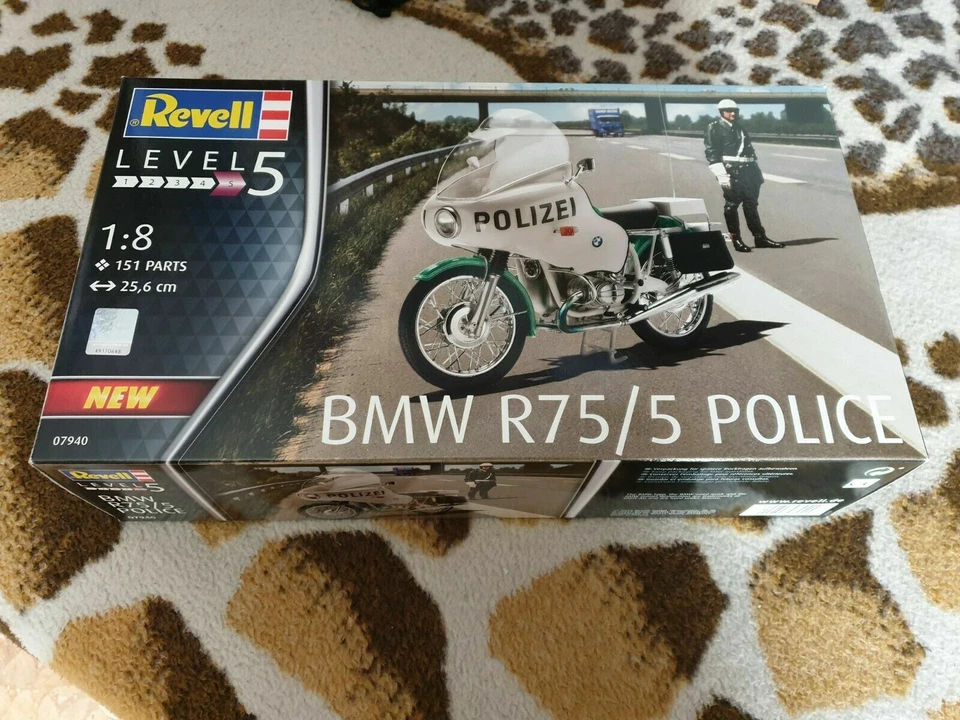 Revell
LEVEL 5
1 2 3 4 5
1:8
151 PARTS
25,6 cm
NEW
07940
POLIZEI
BMW R75/5 POLICE
Revell
LEVEL 5
BMW
R75/5
POLICE
07940
POLIZEI
www.revell.de